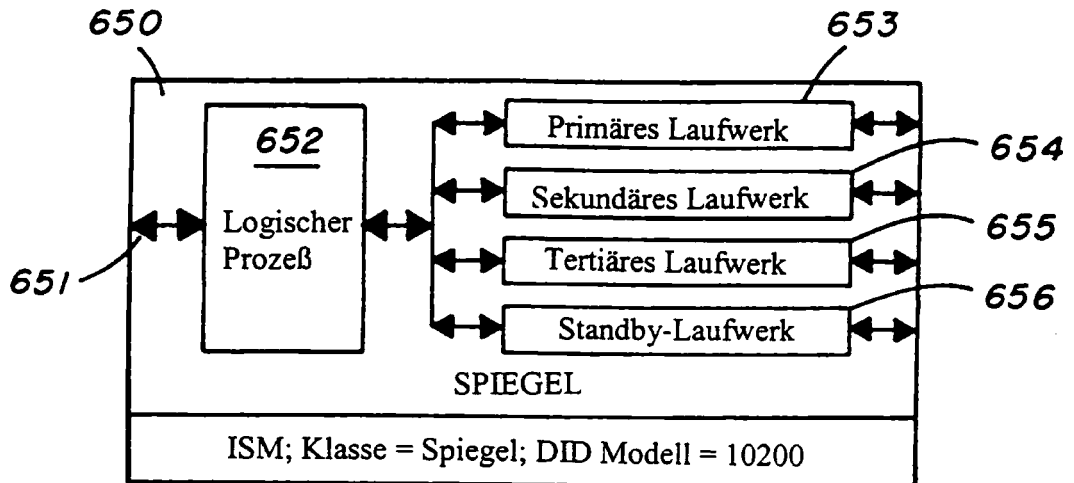 650
653
652
Primäres Laufwerk
654
Sekundäres Laufwerk
Logischer
Prozeß
655
Tertiäres Laufwerk
651
656
Standby-Laufwerk
SPIEGEL
ISM; Klasse = Spiegel; DID Modell = 10200